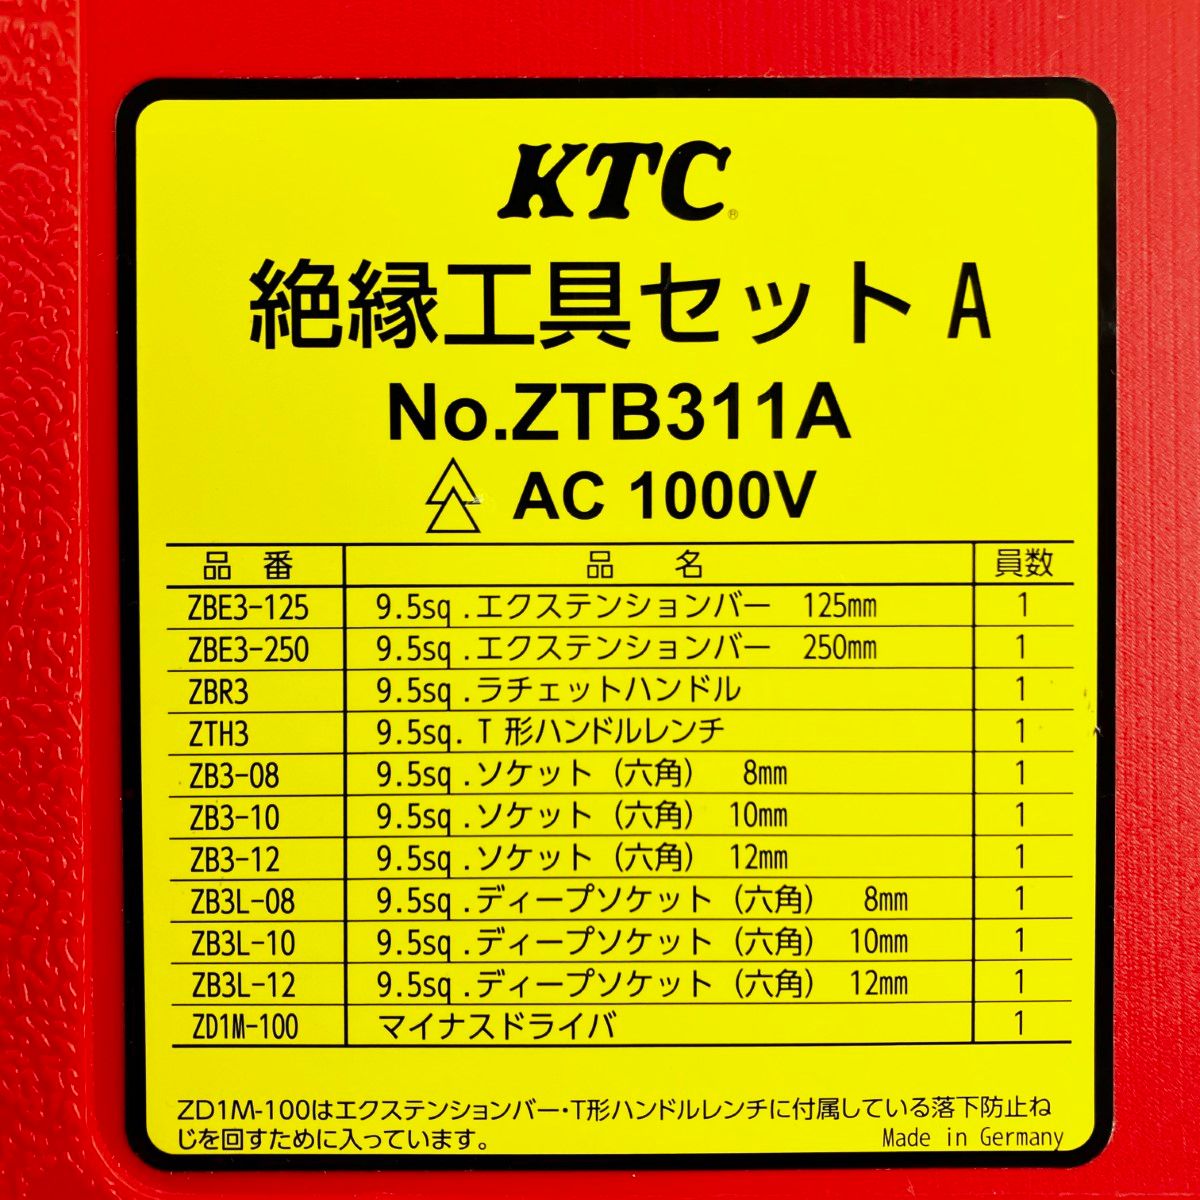 KTC®
絶縁工具セット A
No.ZTB311A
AC 1000V
品 番 品 名 員数
ZBE3-125 9.5sq.エクステンションバー 125mm 1
ZBE3-250 9.5sq.エクステンションバー 250mm 1
ZBR3 9.5sq.ラチェットハンドル 1
ZTH3 9.5sq.T形ハンドルレンチ 1
ZB3-08 9.5sq.ソケット(六角) 8mm 1
ZB3-10 9.5sq.ソケット(六角) 10mm 1
ZB3-12 9.5sq.ソケット(六角) 12mm 1
ZB3L-08 9.5sq.ディープソケット(六角) 8mm 1
ZB3L-10 9.5sq.ディープソケット(六角) 10mm 1
ZB3L-12 9.5sq.ディープソケット(六角) 12mm 1
ZD1M-100 マイナスドライバ 1
ZD1M-100はエクステンションバー・T形ハンドルレンチに付属している落下防止ね
じを回すために入っています。
Made in Germany